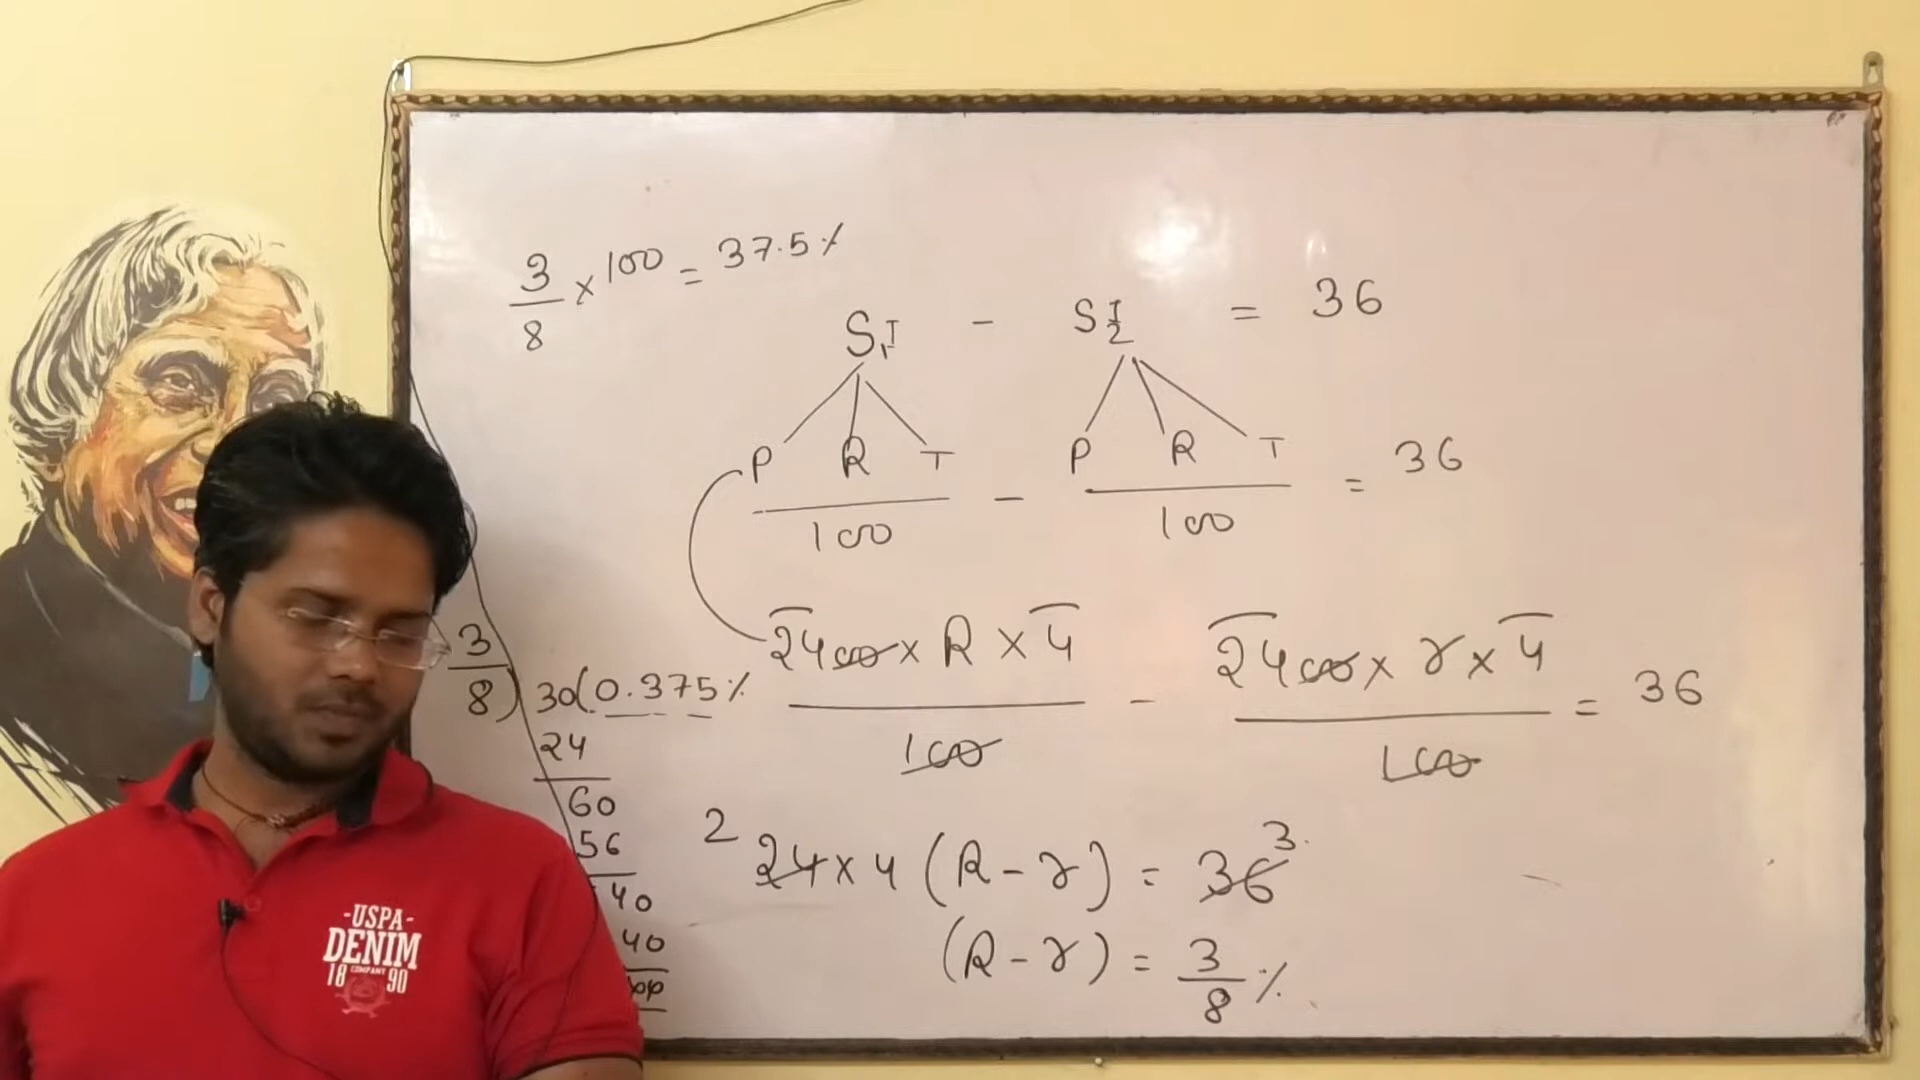 3/8 × 100 = 37.5%
SI₁ - SI₂ = 36
P R T / 100 - P R T / 100 = 36
2400 × R × 4 / 100 - 2400 × r × 4 / 100 = 36
3/8
8) 30 ( 0.375%
24
60
56
40
40
2 24 × 4 (R - r) = 36 3
(R - r) = 3/8 %
-USPA-
DENIM
18 COMPANY 90